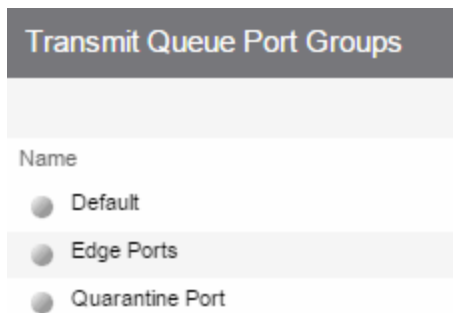 Transmit Queue Port Groups
Name
Default
Edge Ports
Quarantine Port